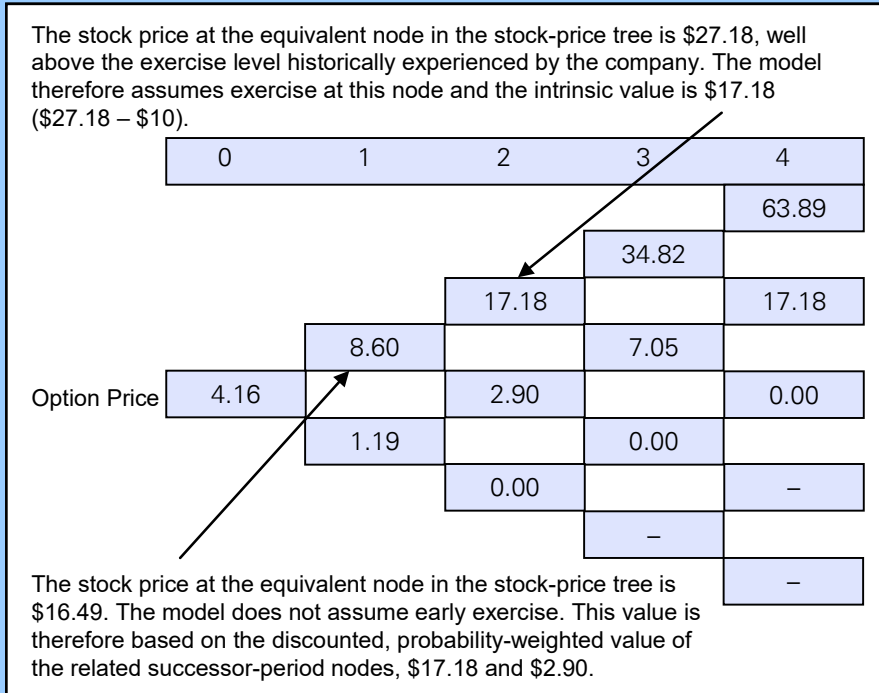 The stock price at the equivalent node in the stock-price tree is $27.18, well
above the exercise level historically experienced by the company. The model
therefore assumes exercise at this node and the intrinsic value is $17.18
($27.18 – $10).
0 1 2 3 4
63.89
34.82
17.18 17.18
8.60 7.05
Option Price 4.16 2.90 0.00
1.19 0.00
0.00 –
–
–
The stock price at the equivalent node in the stock-price tree is
$16.49. The model does not assume early exercise. This value is
therefore based on the discounted, probability-weighted value of
the related successor-period nodes, $17.18 and $2.90.